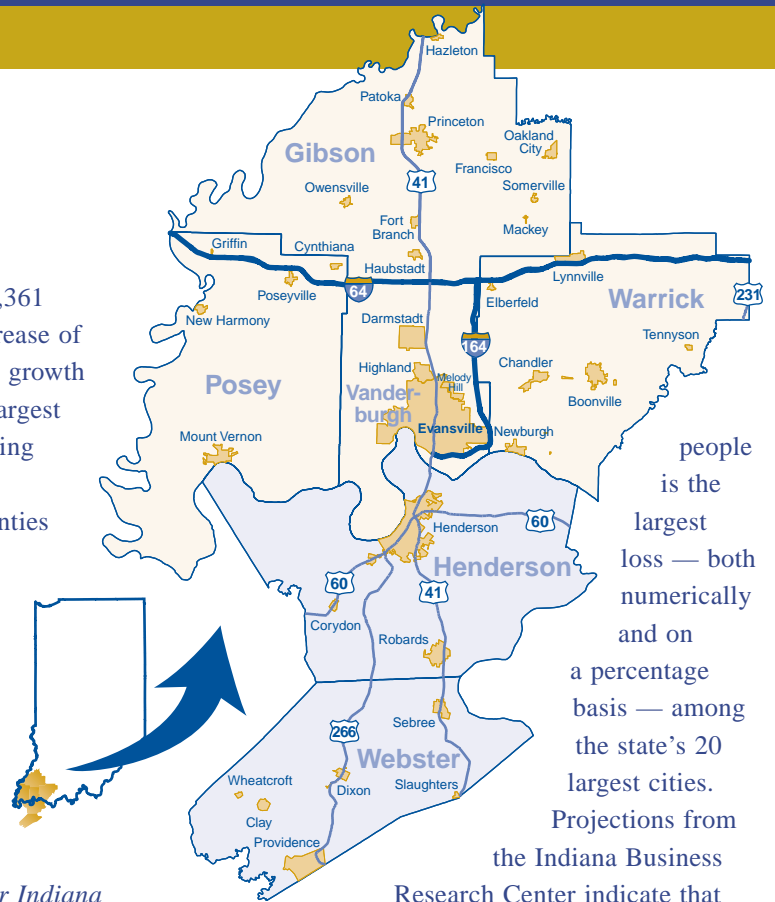 Hazleton
Patoka
Princeton
Oakland
City
Gibson
Francisco
41
Owensville
Somerville
Fort
Branch
Mackey
Griffin
Cynthiana
Haubstadt
Lynnville
Poseyville
64
Elberfeld
Warrick
231
New Harmony
Darmstadt
164
Tennyson
Highland
Melody
Hill
Chandler
Posey
Vander-
burgh
Boonville
Evansville
Newburgh
Mount Vernon
Henderson
60
Henderson
60
41
Corydon
Robards
Sebree
266
Webster
Wheatcroft
Dixon
Slaughters
Clay
Providence
,361
rease of
growth
argest
ing
nties
r Indiana
people
is the
largest
loss — both
numerically
and on
a percentage
basis — among
the state's 20
largest cities.
Projections from
the Indiana Business
Research Center indicate that